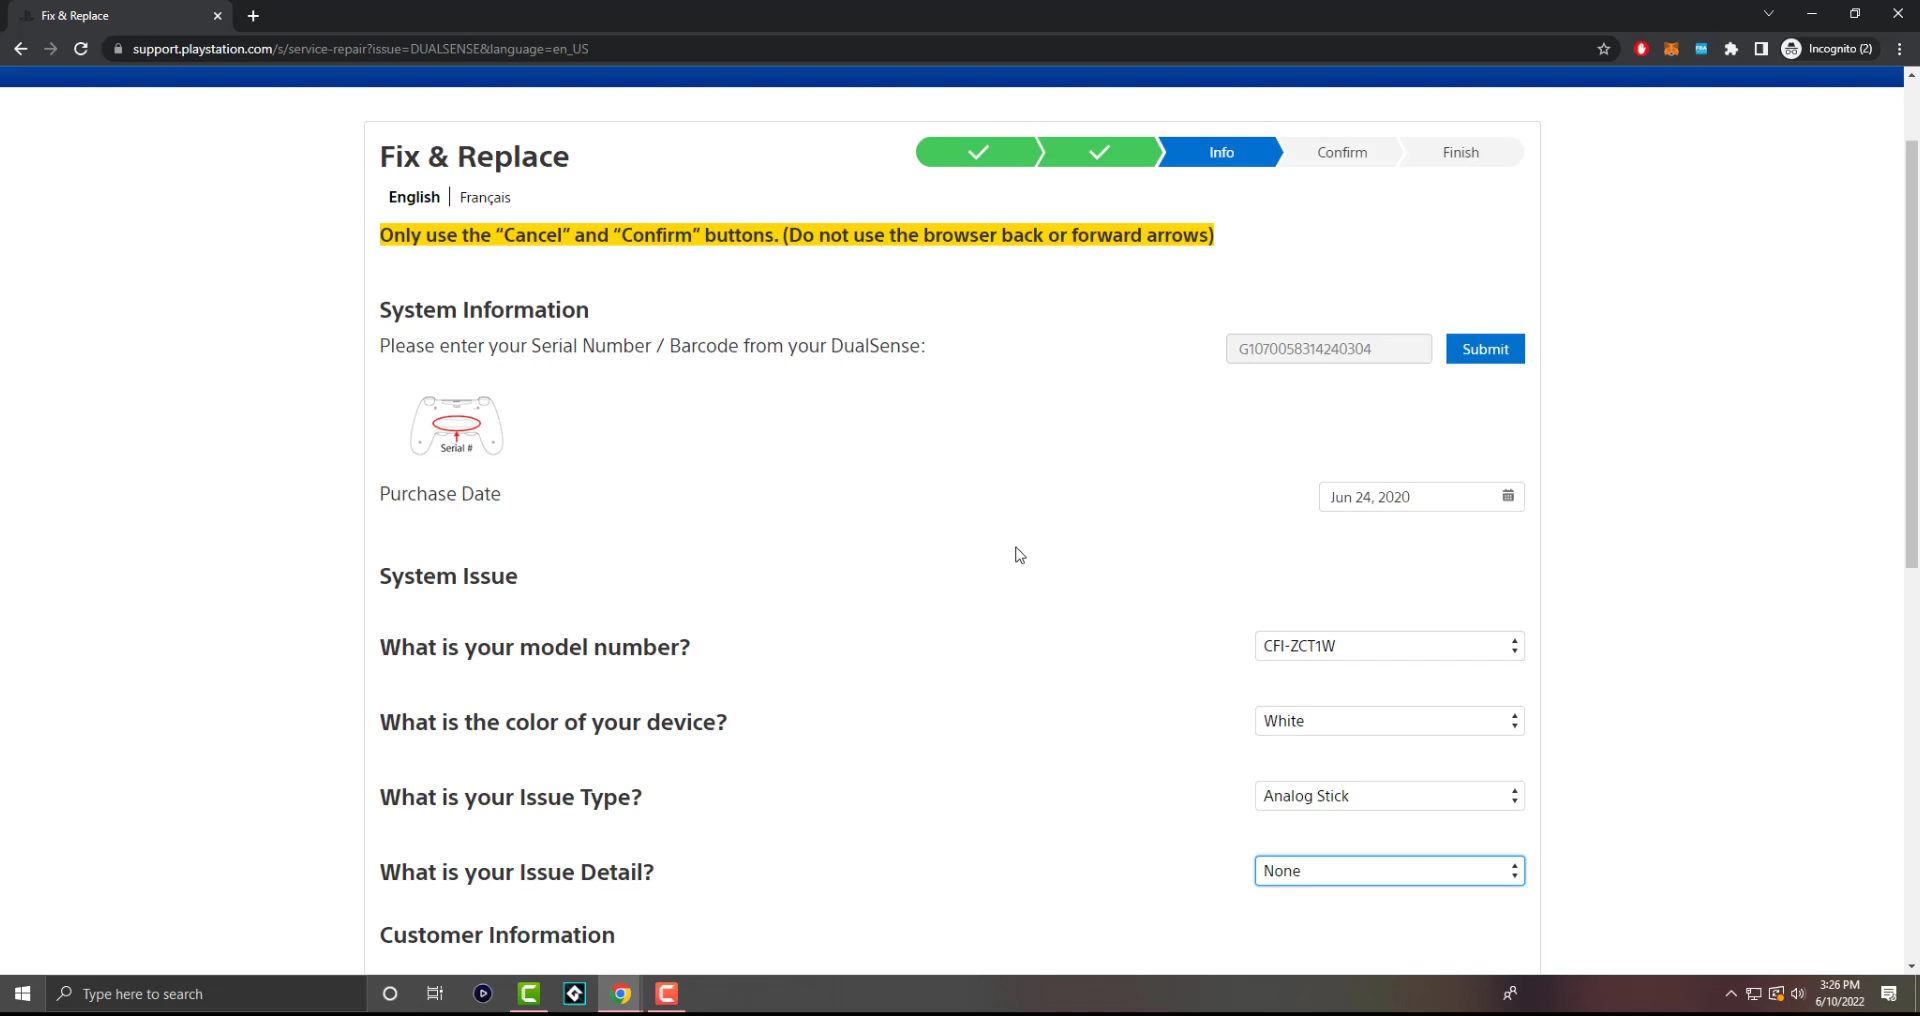 Fix & Replace
support.playstation.com/s/service-repair?issue=DUALSENSE&language=en_US
Incognito (2)
Fix & Replace
Info
Confirm
Finish
English
Français
Only use the “Cancel” and “Confirm” buttons. (Do not use the browser back or forward arrows)
System Information
Please enter your Serial Number / Barcode from your DualSense:
G1070058314240304
Submit
Serial #
Purchase Date
Jun 24, 2020
System Issue
What is your model number?
CFI-ZCT1W
What is the color of your device?
White
What is your Issue Type?
Analog Stick
What is your Issue Detail?
None
Customer Information
Type here to search
3:26 PM
6/10/2022